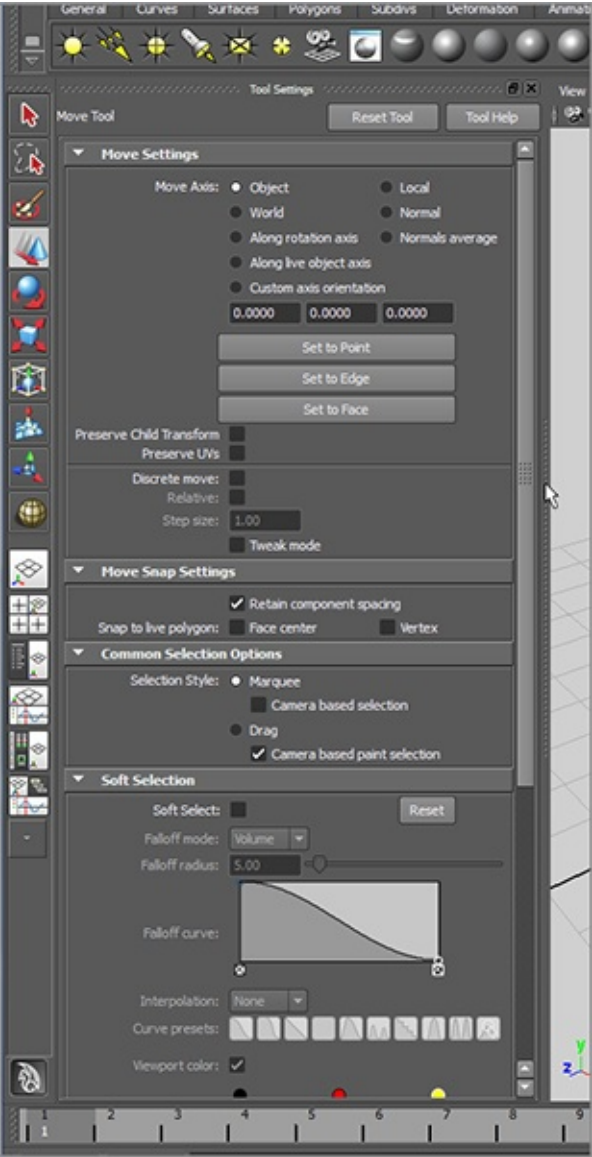 General Curves Surfaces Polygons Subdivs Deformation Animati
Tool Settings
View
Move Tool Reset Tool Tool Help
Move Settings
Move Axis: Object Local
World Normal
Along rotation axis Normals average
Along live object axis
Custom axis orientation
0.0000 0.0000 0.0000
Set to Point
Set to Edge
Set to Face
Preserve Child Transform
Preserve UVs
Discrete move:
Relative:
Step size: 1.00
Tweak mode
Move Snap Settings
Retain component spacing
Snap to live polygon: Face center Vertex
Common Selection Options
Selection Style: Marquee
Camera based selection
Drag
Camera based paint selection
Soft Selection
Soft Select: Reset
Falloff mode: Volume
Falloff radius: 5.00
Falloff curve:
Interpolation: None
Curve presets:
Viewport color:
y
z
1 2 3 4 5 6 7 8 9
1